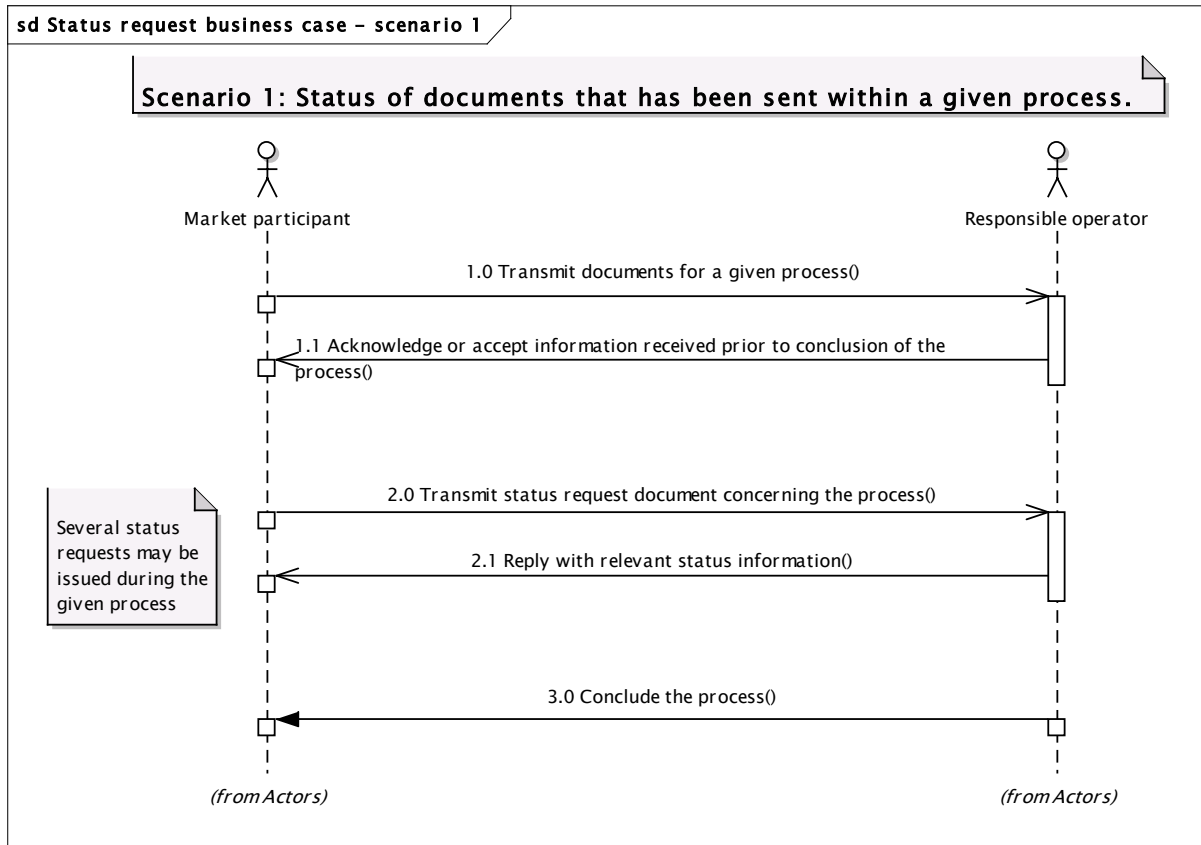 sd Status request business case – scenario 1
Scenario 1: Status of documents that has been sent within a given process.
Market participant
Responsible operator
1.0 Transmit documents for a given process()
1.1 Acknowledge or accept information received prior to conclusion of the
process()
2.0 Transmit status request document concerning the process()
Several status
requests may be
issued during the
given process
2.1 Reply with relevant status information()
3.0 Conclude the process()
(from Actors)
(from Actors)